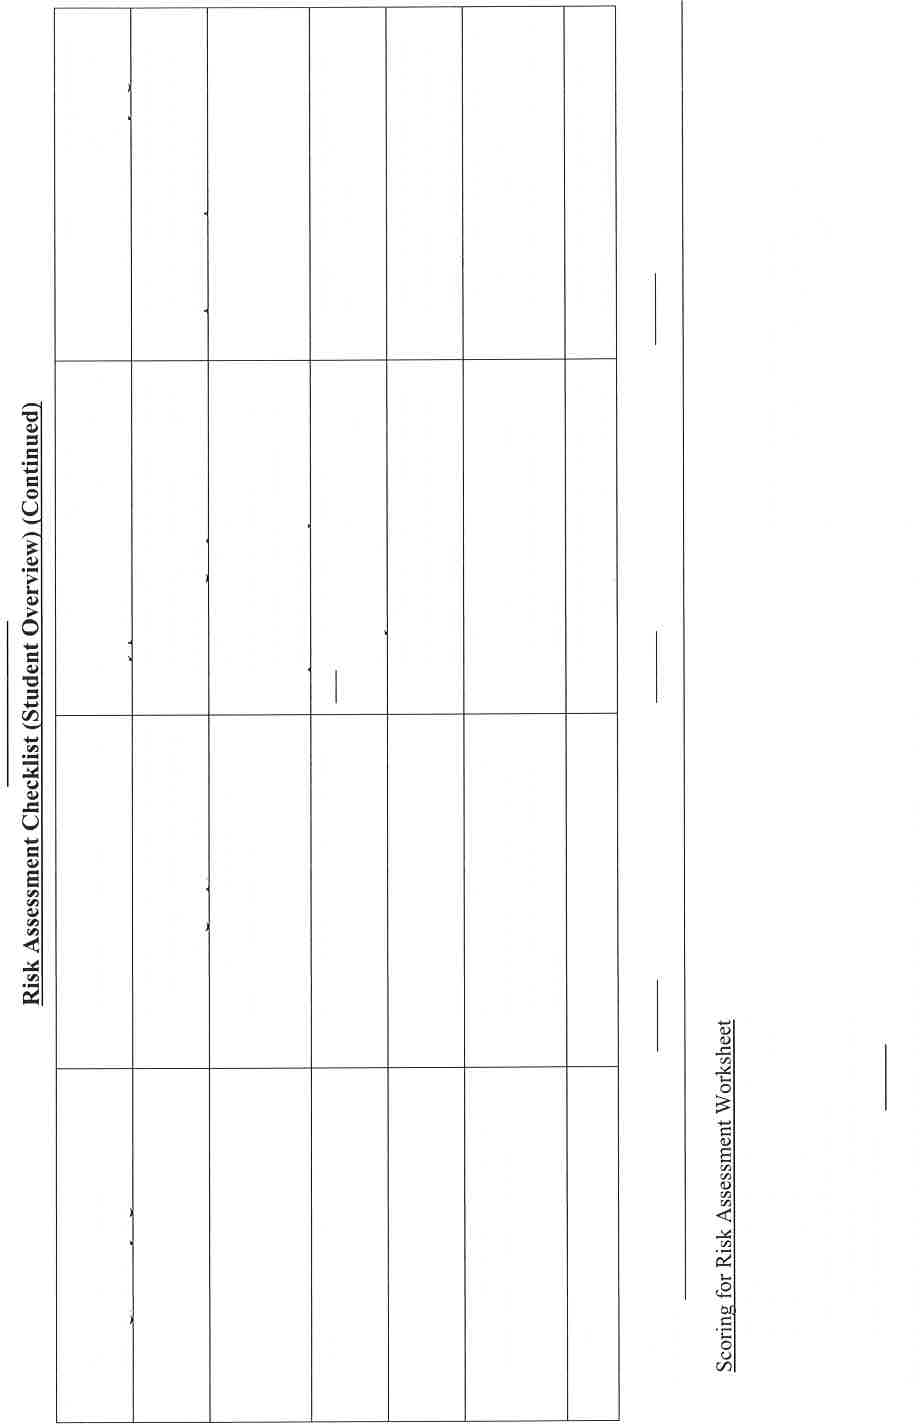 Risk Assessment Checklist (Student Overview) (Continued)
Scoring for Risk Assessment Worksheet